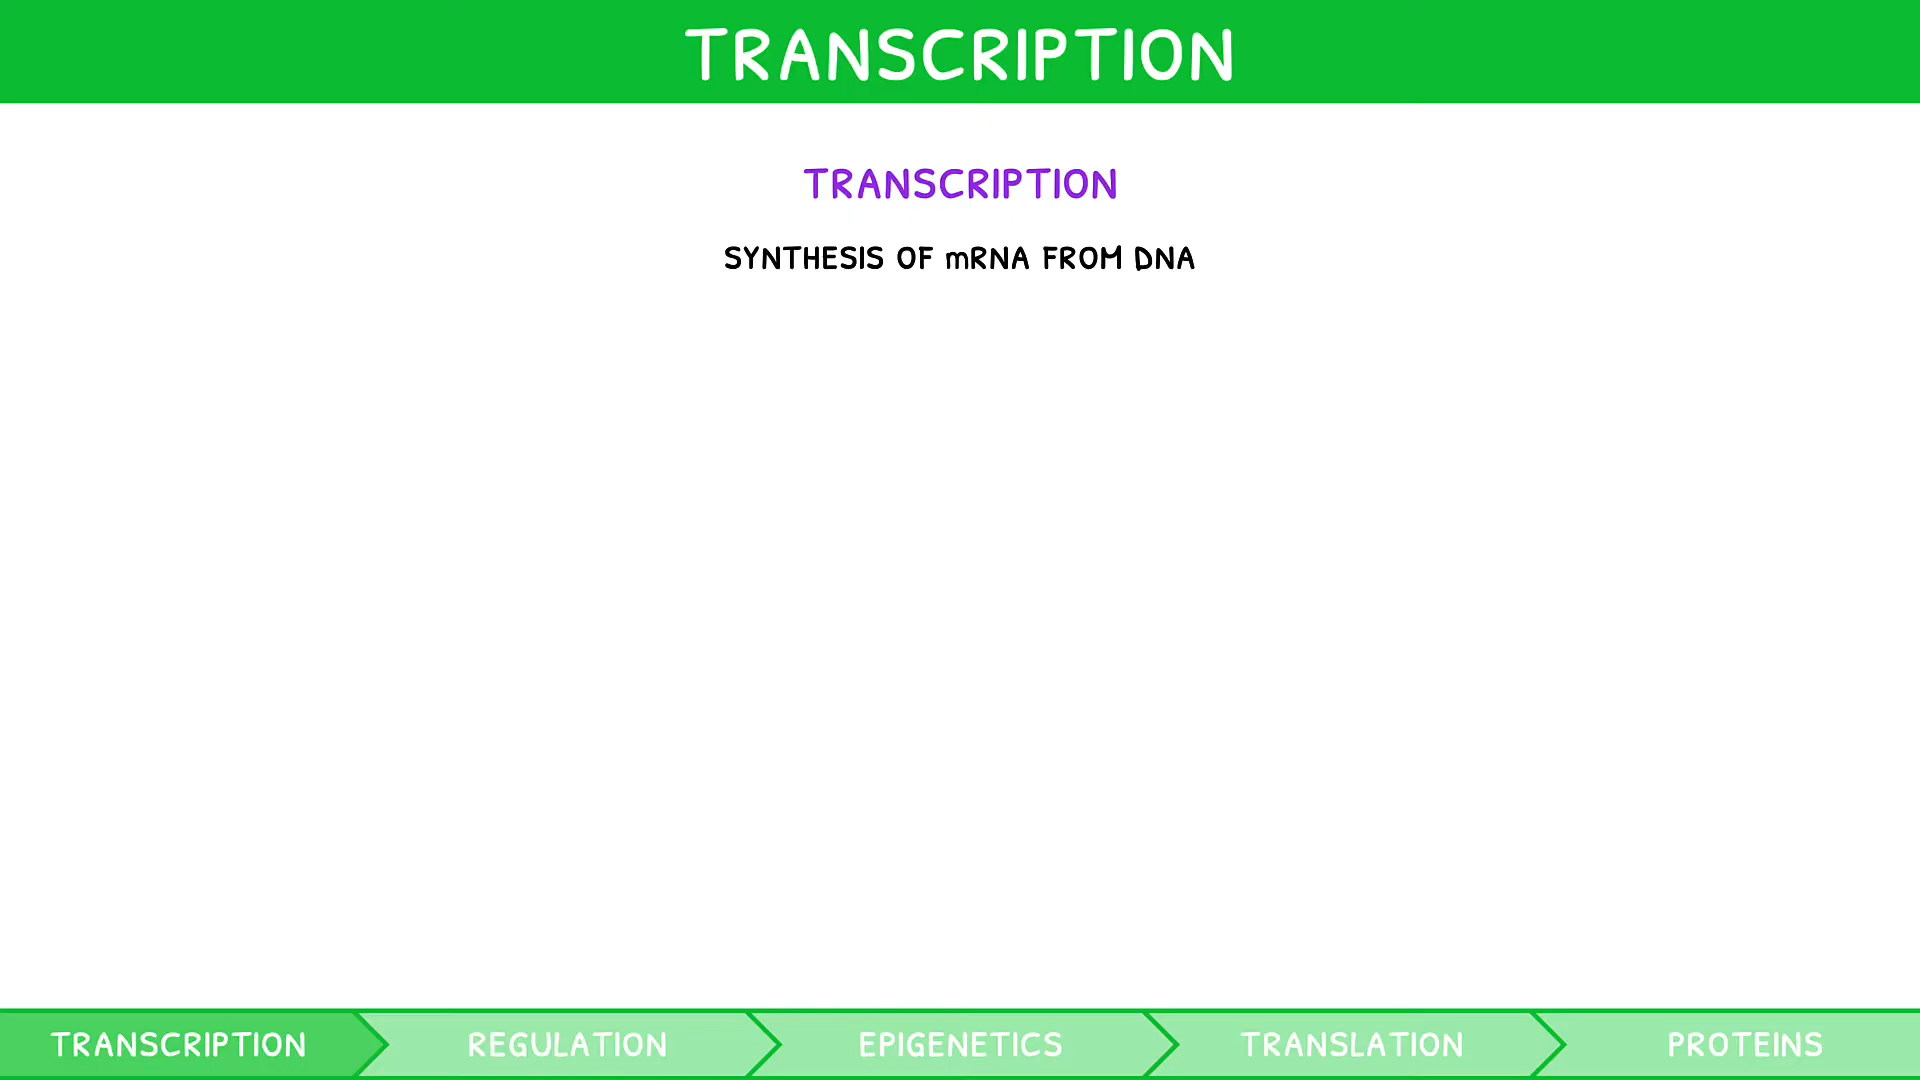 TRANSCRIPTION
TRANSCRIPTION
SYNTHESIS OF mRNA FROM DNA
TRANSCRIPTION
REGULATION
EPIGENETICS
TRANSLATION
PROTEINS